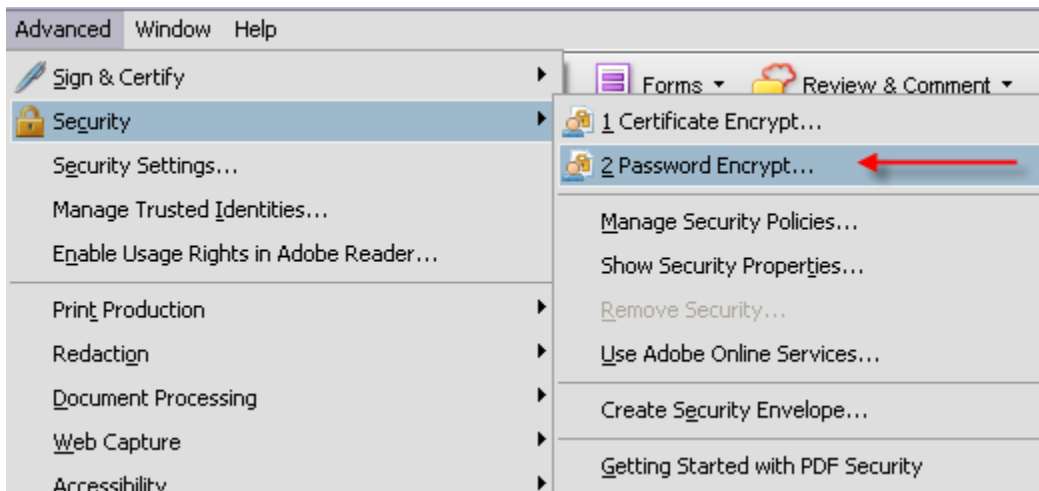 Advanced Window Help
Sign & Certify
Security
Security Settings...
Manage Trusted Identities...
Enable Usage Rights in Adobe Reader...
Print Production
Redaction
Document Processing
Web Capture
Accessibility
Forms Review & Comment
1 Certificate Encrypt...
2 Password Encrypt...
Manage Security Policies...
Show Security Properties...
Remove Security...
Use Adobe Online Services...
Create Security Envelope...
Getting Started with PDF Security